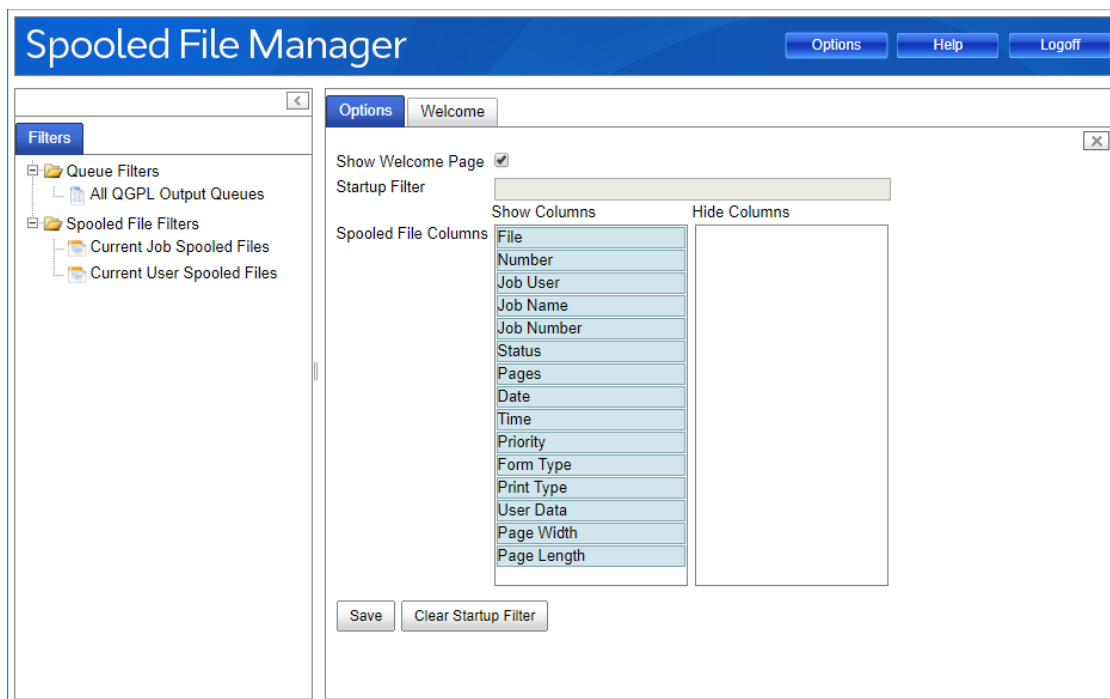 Spooled File Manager
Options Help Logoff
Filters
Queue Filters
All QGPL Output Queues
Spooled File Filters
Current Job Spooled Files
Current User Spooled Files
Options Welcome
Show Welcome Page
Startup Filter
Show Columns Hide Columns
Spooled File Columns
File
Number
Job User
Job Name
Job Number
Status
Pages
Date
Time
Priority
Form Type
Print Type
User Data
Page Width
Page Length
Save Clear Startup Filter